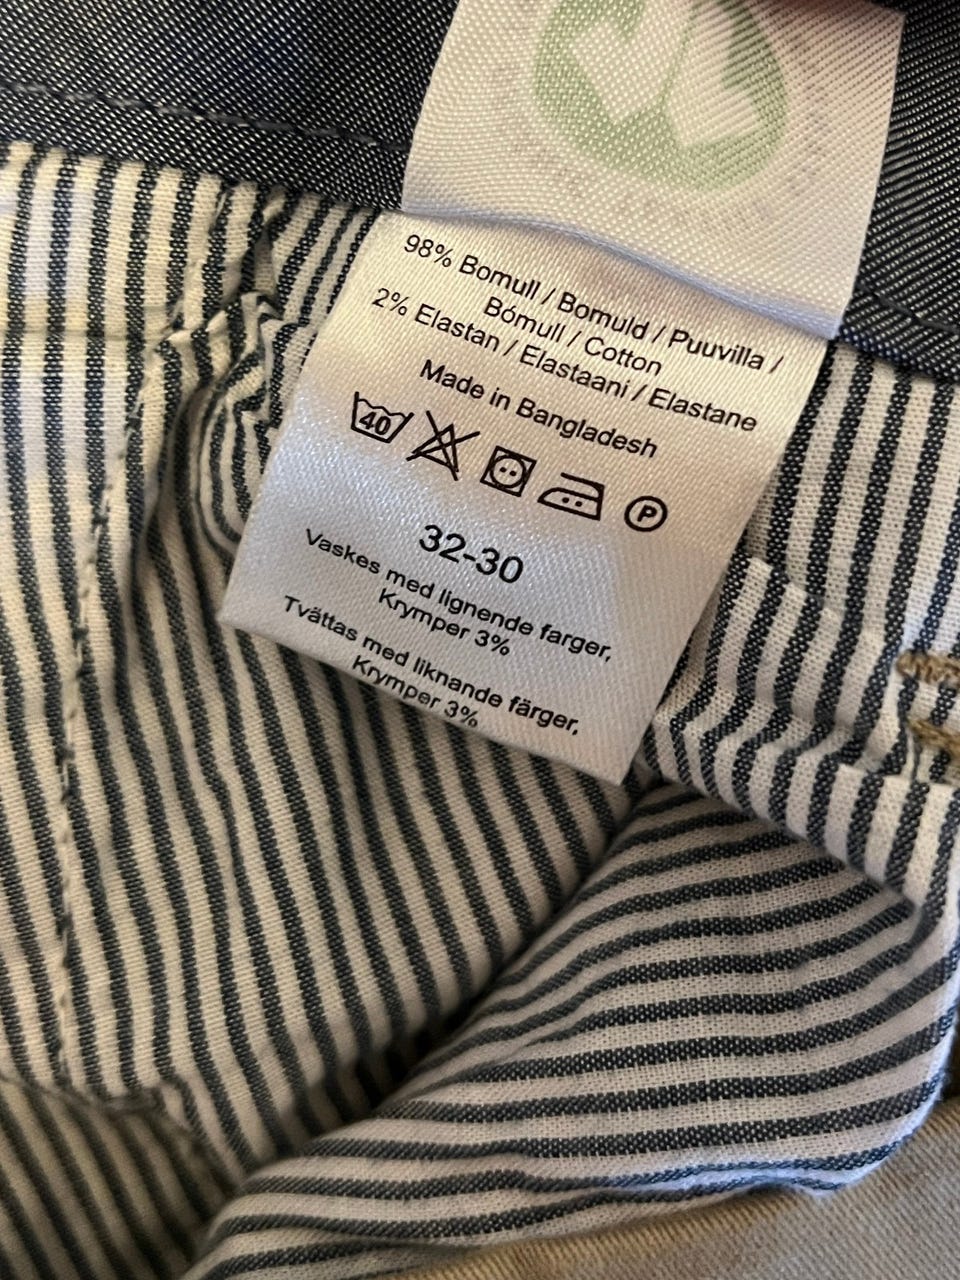 98% Bomull / Bomuld / Puuvilla /
Bómull / Cotton
2% Elastan / Elastaani / Elastane
Made in Bangladesh
40
P
32-30
Vaskes med lignende farger,
Krymper 3%
Tvättas med liknande färger,
Krymper 3%